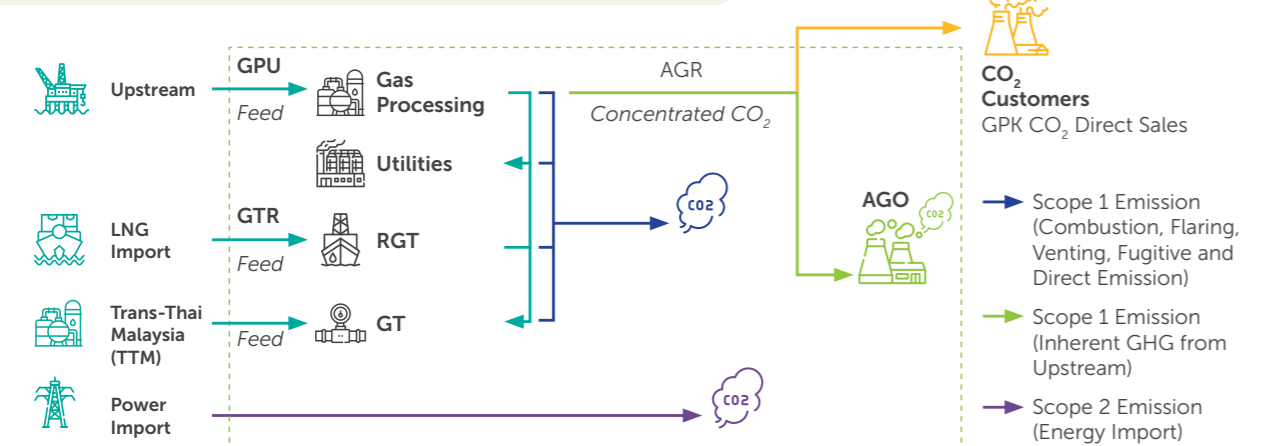 Upstream
GPU
Feed
Gas
Processing
Utilities
LNG
Import
GTR
Feed
RGT
Trans-Thai
Malaysia
(TTM)
Feed
GT
Power
Import
AGR
Concentrated CO₂
CO2
CO2
AGO
CO2
CO₂
Customers
GPK CO₂ Direct Sales
Scope 1 Emission
(Combustion, Flaring,
Venting, Fugitive and
Direct Emission)
Scope 1 Emission
(Inherent GHG from
Upstream)
Scope 2 Emission
(Energy Import)